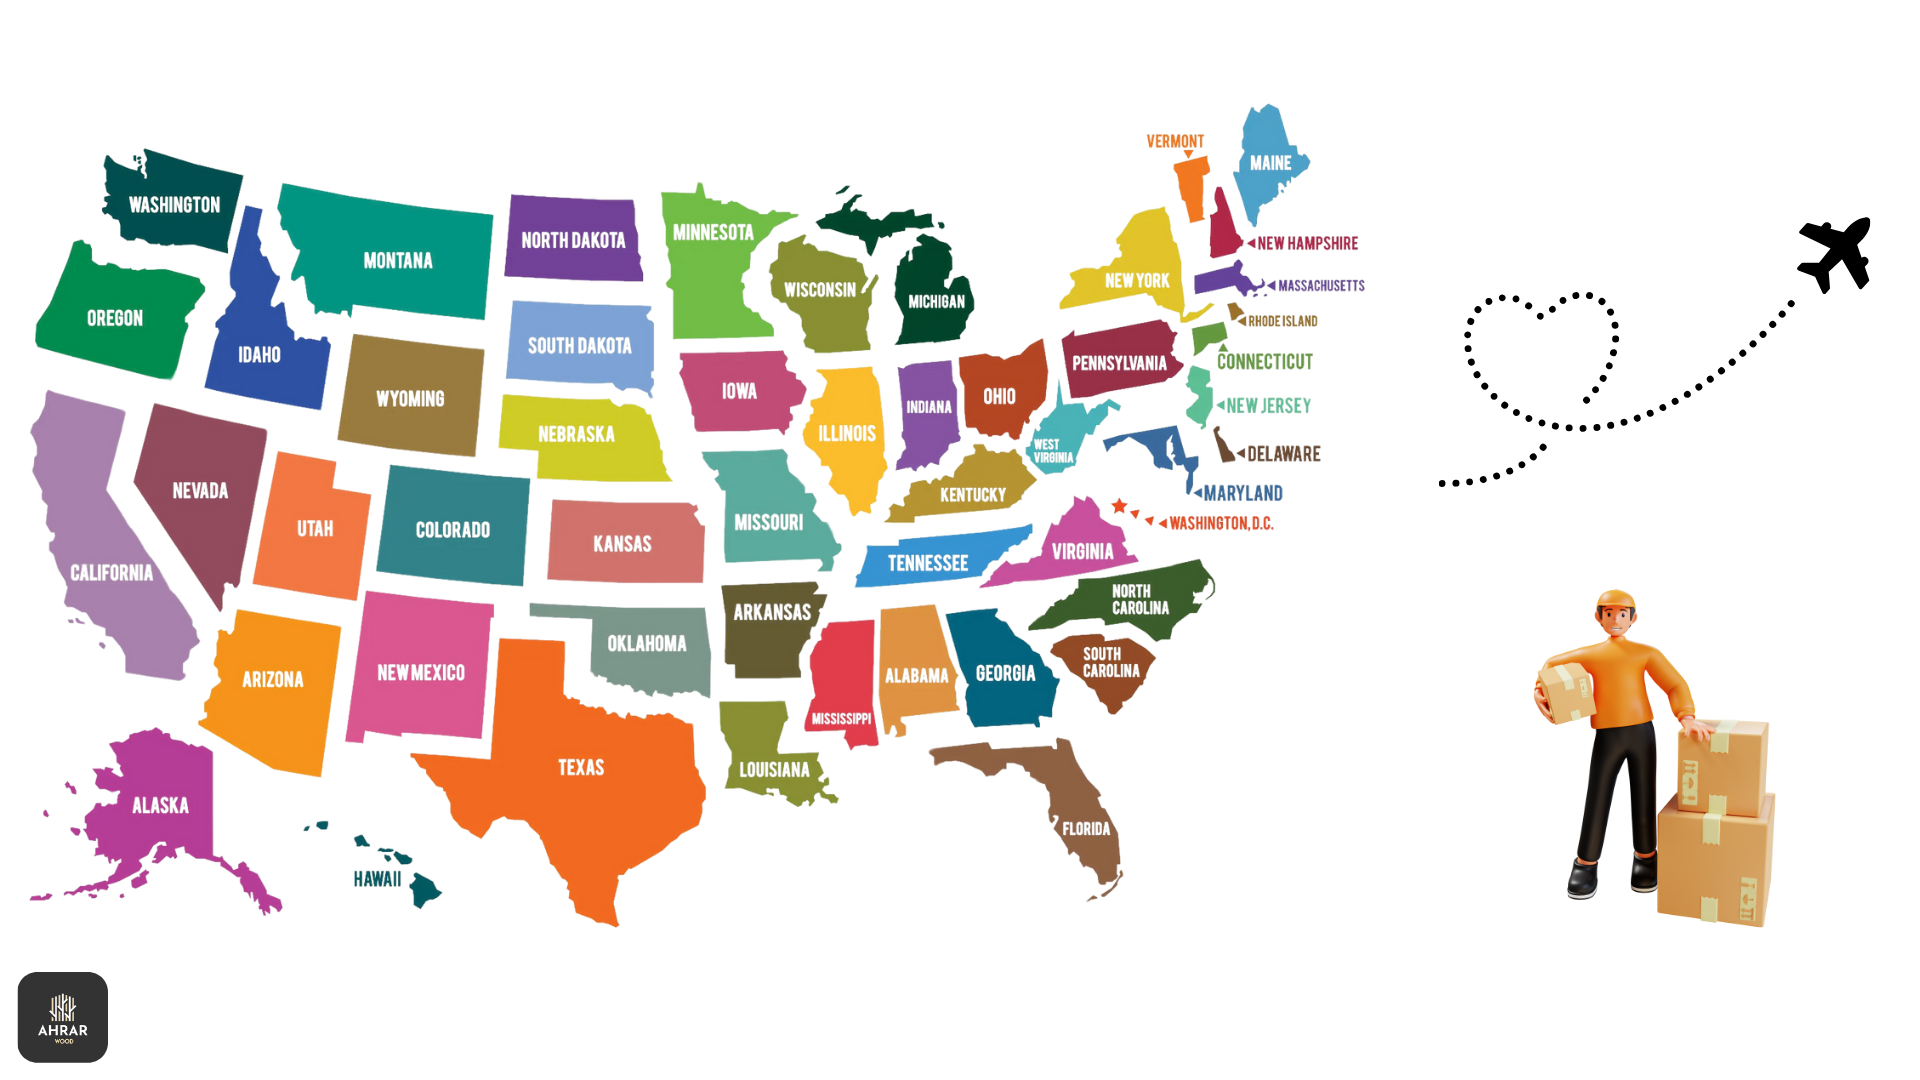 VERMONT
MAINE
WASHINGTON
MONTANA
NORTH DAKOTA
MINNESOTA
NEW HAMPSHIRE
OREGON
IDAHO
WISCONSIN
MICHIGAN
NEW YORK
MASSACHUSETTS
RHODE ISLAND
SOUTH DAKOTA
WYOMING
IOWA
PENNSYLVANIA
CONNECTICUT
NEBRASKA
ILLINOIS
INDIANA
OHIO
NEW JERSEY
WEST
VIRGINIA
DELAWARE
NEVADA
UTAH
COLORADO
KANSAS
MISSOURI
KENTUCKY
MARYLAND
WASHINGTON, D.C.
CALIFORNIA
TENNESSEE
VIRGINIA
NORTH
CAROLINA
ARIZONA
NEW MEXICO
OKLAHOMA
ARKANSAS
MISSISSIPPI
ALABAMA
GEORGIA
SOUTH
CAROLINA
TEXAS
LOUISIANA
ALASKA
HAWAII
FLORIDA
AHRAR
WOOD